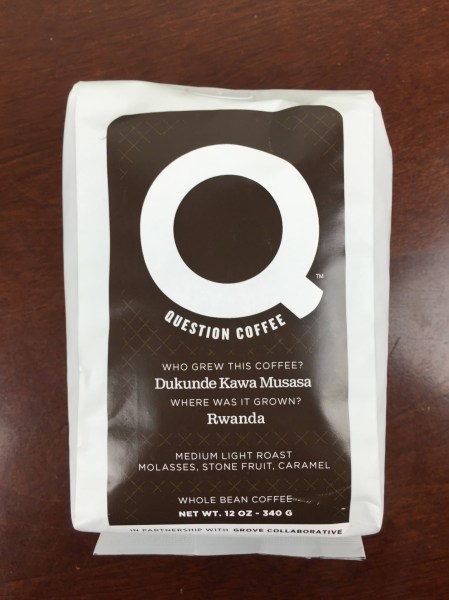 Q™
QUESTION COFFEE
WHO GREW THIS COFFEE?
Dukunde Kawa Musasa
WHERE WAS IT GROWN?
Rwanda
MEDIUM LIGHT ROAST
MOLASSES, STONE FRUIT, CARAMEL
WHOLE BEAN COFFEE
NET WT. 12 OZ - 340 G
IN PARTNERSHIP WITH GROVE COLLABORATIVE